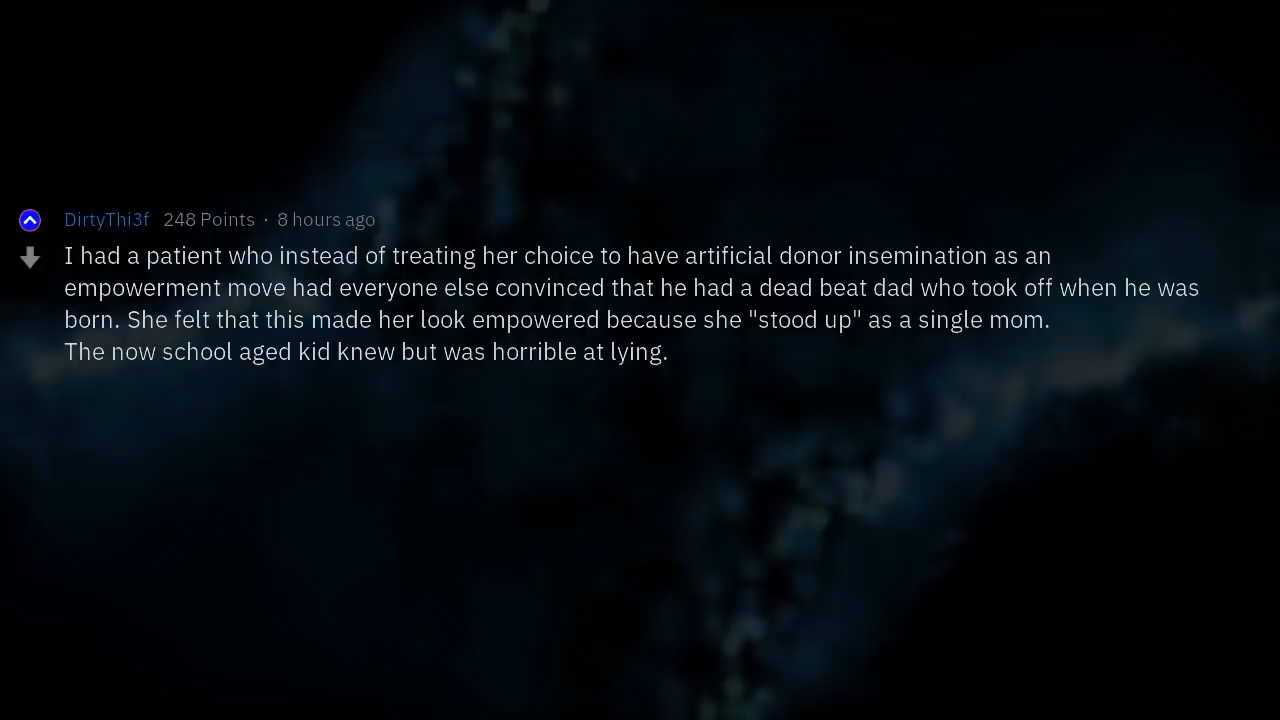 DirtyThi3f 248 Points · 8 hours ago
I had a patient who instead of treating her choice to have artificial donor insemination as an
empowerment move had everyone else convinced that he had a dead beat dad who took off when he was
born. She felt that this made her look empowered because she "stood up" as a single mom.
The now school aged kid knew but was horrible at lying.